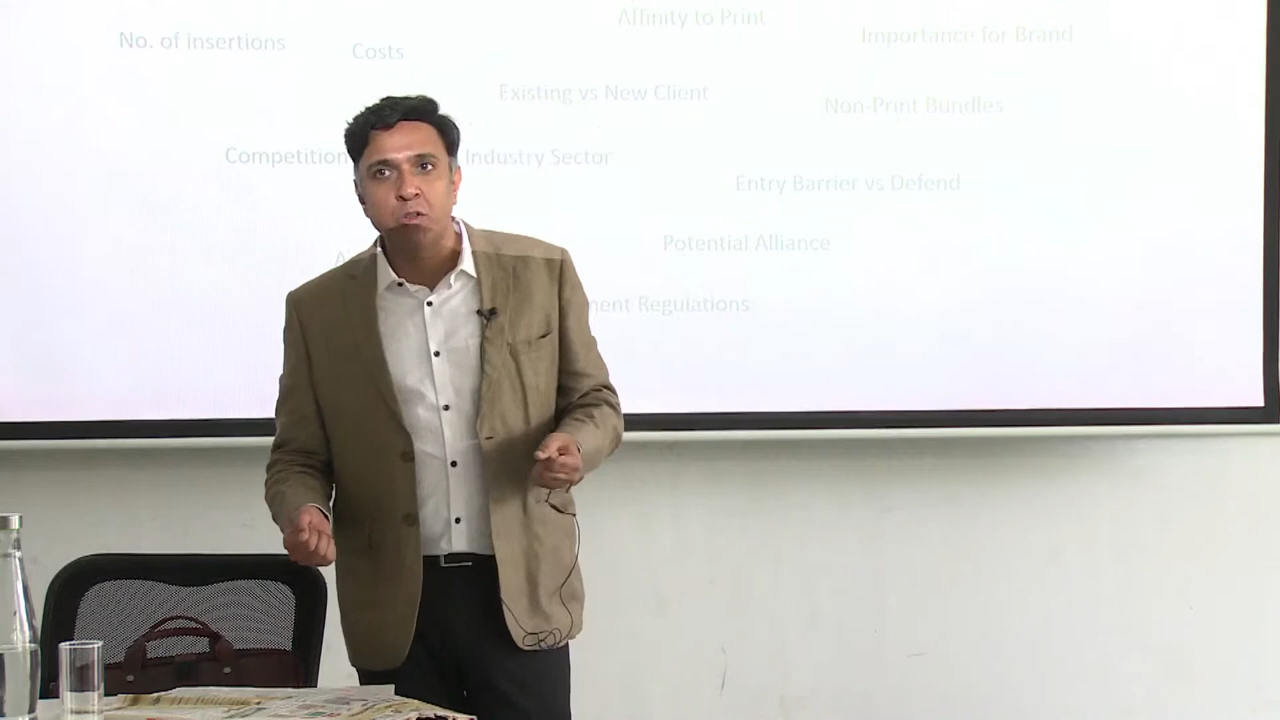 Affinity to Print
No. of insertions
Costs
Importance for Brand
Existing vs New Client
Non-Print Bundles
Competition
Industry Sector
Entry Barrier vs Defend
Potential Alliance
Regulations